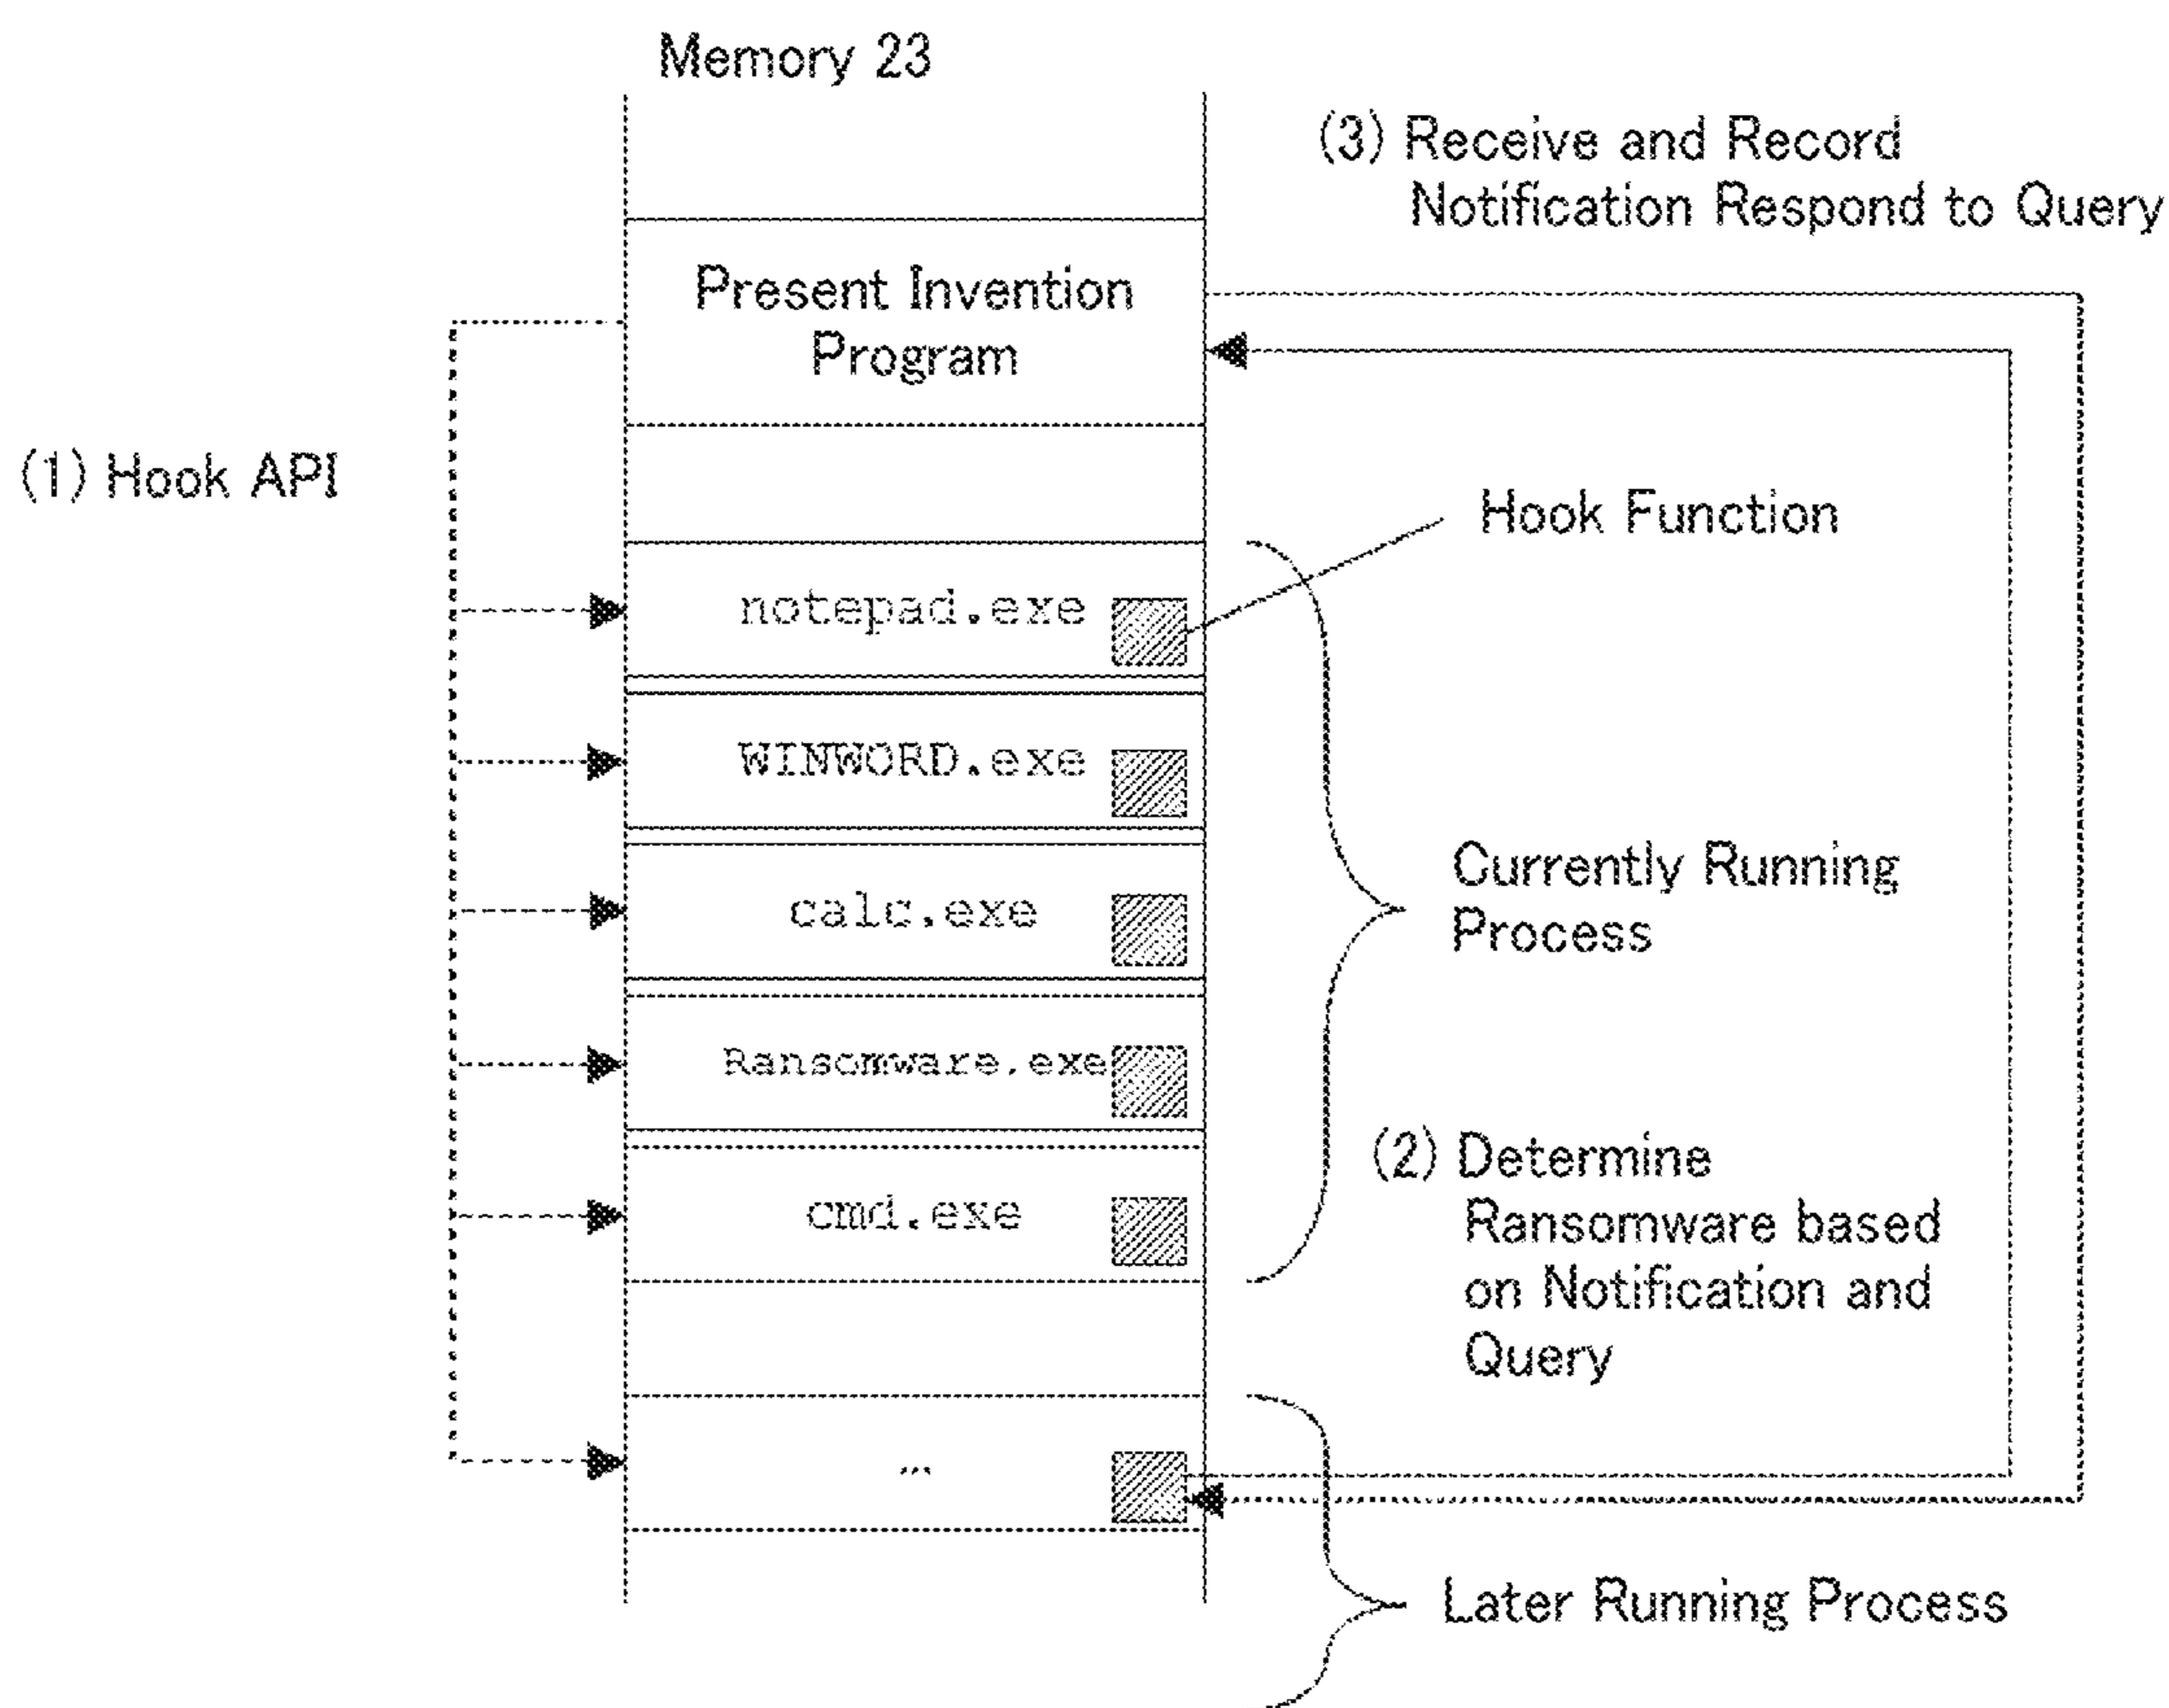 Memory 23
(3) Receive and Record
Notification Respond to Query
Present Invention
Program
(1) Hook API
Hook Function
notepad.exe
WINWORD.exe
calc.exe
Currently Running
Process
Ransomware.exe
(2) Determine
Ransomware based
on Notification and
Query
cmd.exe
...
Later Running Process